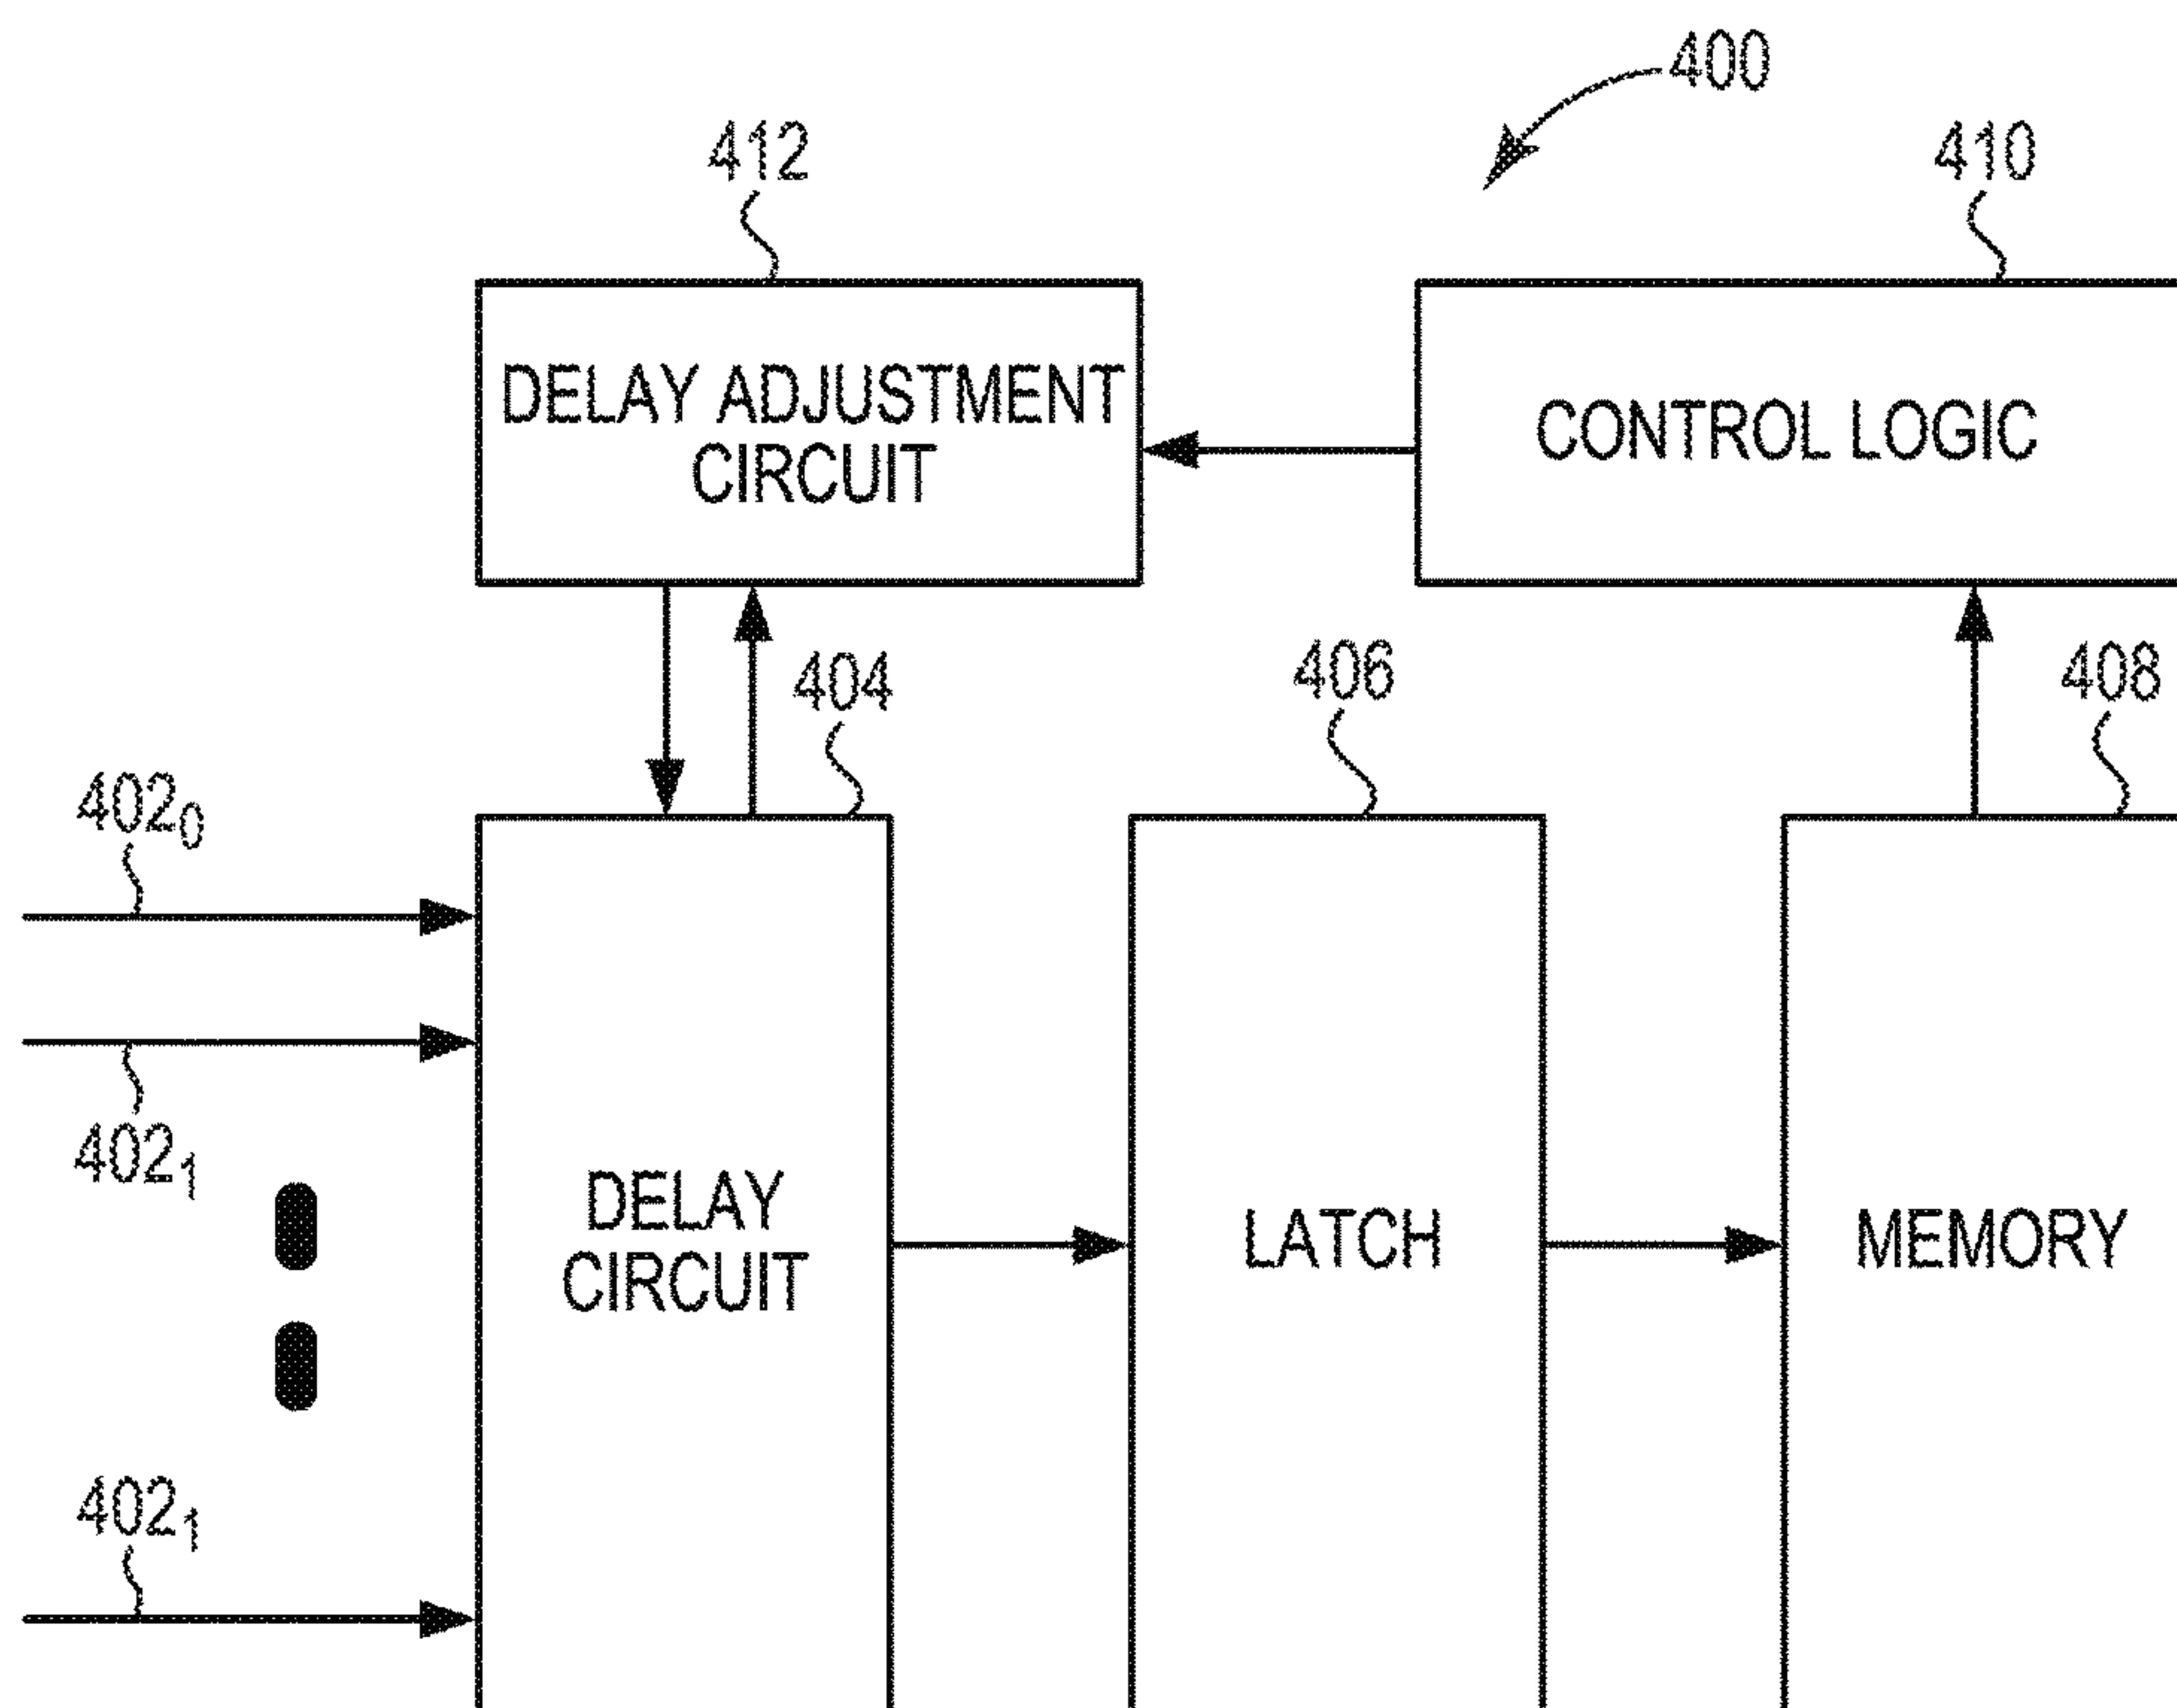 400
412
410
DELAY ADJUSTMENT
CIRCUIT
CONTROL LOGIC
404
406
408
402₀
402₁
DELAY
CIRCUIT
LATCH
MEMORY
402₁